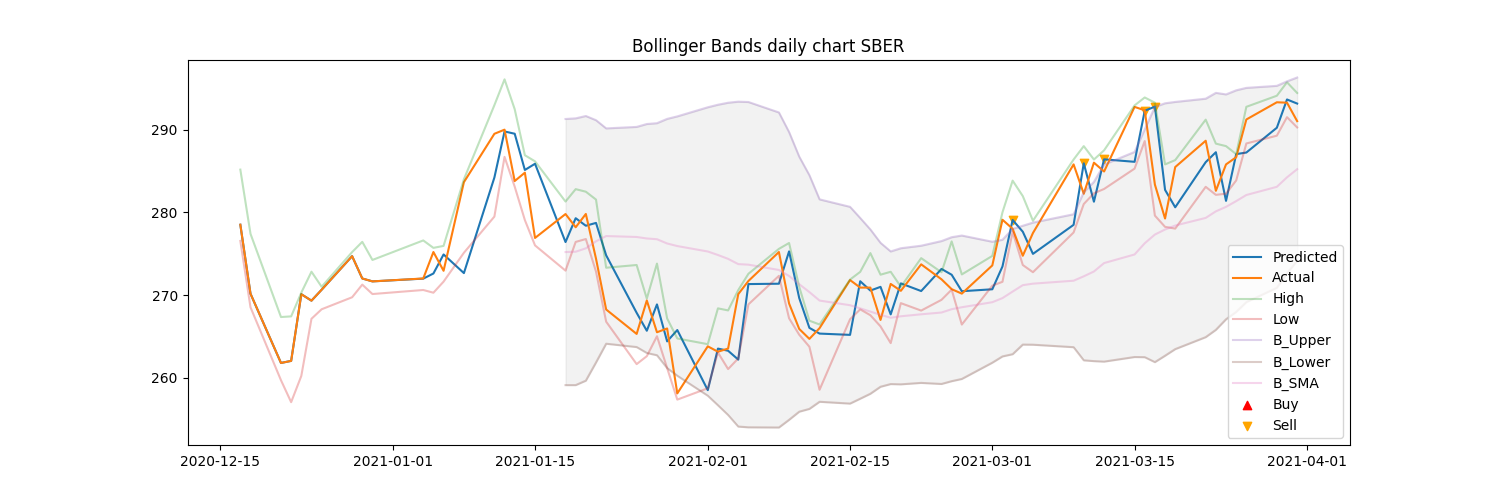 Bollinger Bands daily chart SBER
290
280
270
260
2020-12-15
2021-01-01
2021-01-15
2021-02-01
2021-02-15
2021-03-01
2021-03-15
2021-04-01
Predicted
Actual
High
Low
B_Upper
B_Lower
B_SMA
Buy
Sell